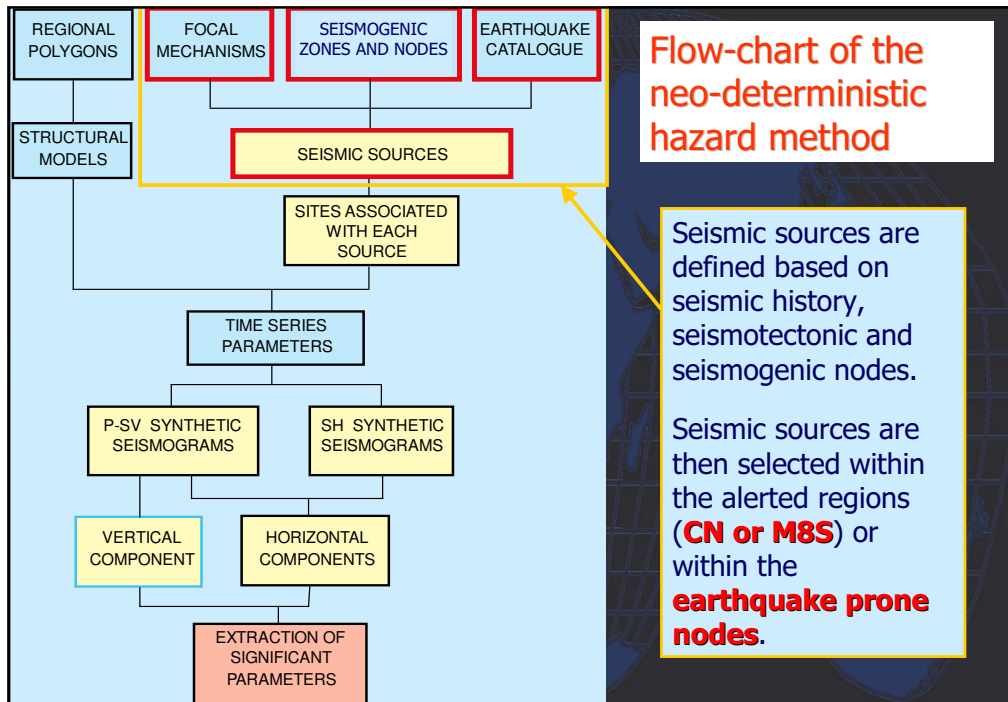 REGIONAL
POLYGONS
FOCAL
MECHANISMS
SEISMOGENIC
ZONES AND NODES
EARTHQUAKE
CATALOGUE
STRUCTURAL
MODELS
SEISMIC SOURCES
SITES ASSOCIATED
WITH EACH
SOURCE
TIME SERIES
PARAMETERS
P-SV SYNTHETIC
SEISMOGRAMS
SH SYNTHETIC
SEISMOGRAMS
VERTICAL
COMPONENT
HORIZONTAL
COMPONENTS
EXTRACTION OF
SIGNIFICANT
PARAMETERS
Flow-chart of the
neo-deterministic
hazard method
Seismic sources are
defined based on
seismic history,
seismotectonic and
seismogenic nodes.
Seismic sources are
then selected within
the alerted regions
(CN or M8S) or
within the
earthquake prone
nodes.